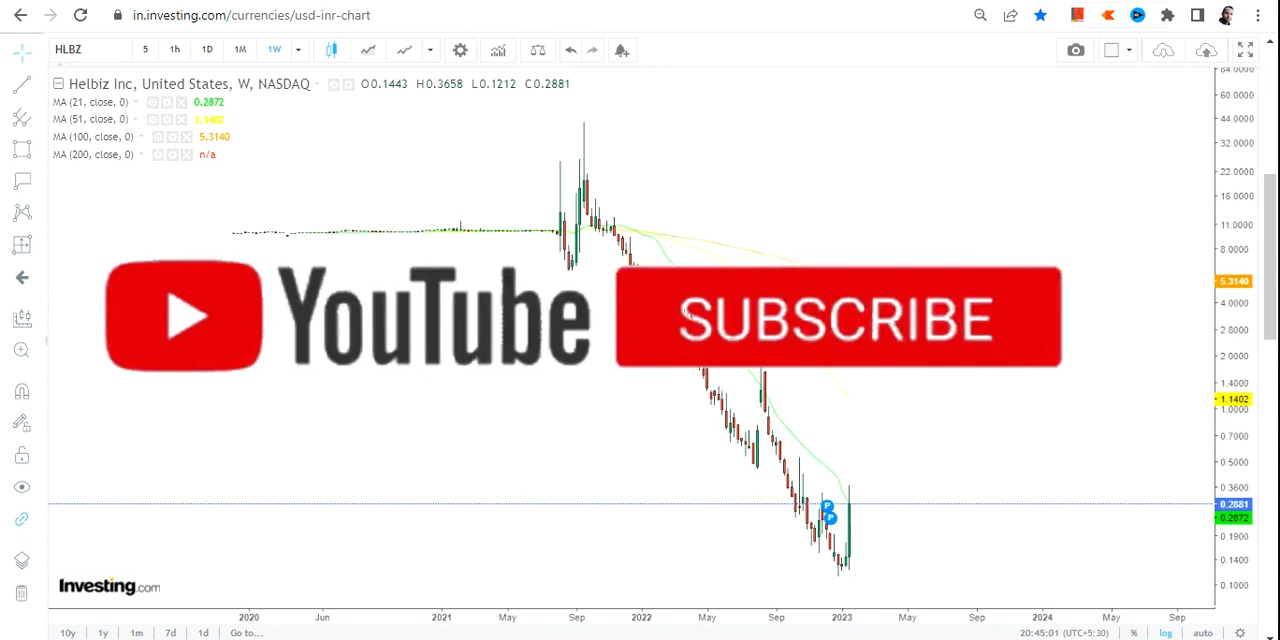 in.investing.com/currencies/usd-inr-chart
HLBZ 5 1h 1D 1M 1W
Helbiz Inc, United States, W, NASDAQ O0.1443 H0.3658 L0.1212 C0.2881
MA (21, close, 0) 0.2872
MA (51, close, 0) 1.1402
MA (100, close, 0) 5.3140
MA (200, close, 0) n/a
84.0000
60.0000
44.0000
32.0000
22.0000
16.0000
11.0000
8.0000
5.3140
4.0000
2.8000
2.0000
1.4000
1.1402
1.0000
0.7000
0.5000
0.3600
0.2881
0.2872
0.1900
0.1400
0.1000
YouTube SUBSCRIBE
P
P
Investing.com
2020 Jun 2021 May Sep 2022 May Sep 2023 May Sep 2024 May Sep
10y 1y 1m 7d 1d Go to... 20:45:01 (UTC+5:30) % log auto